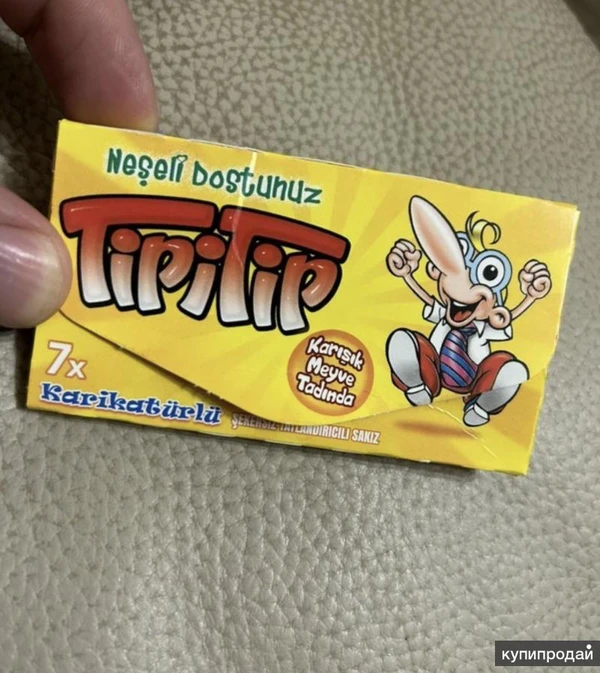 Neşeli Dostunuz
TipiTip
Karışık
Meyve
Tadında
7x
Karikatürlü
ŞEKERSİZ TATLANDIRICILI SAKIZ
купипродай